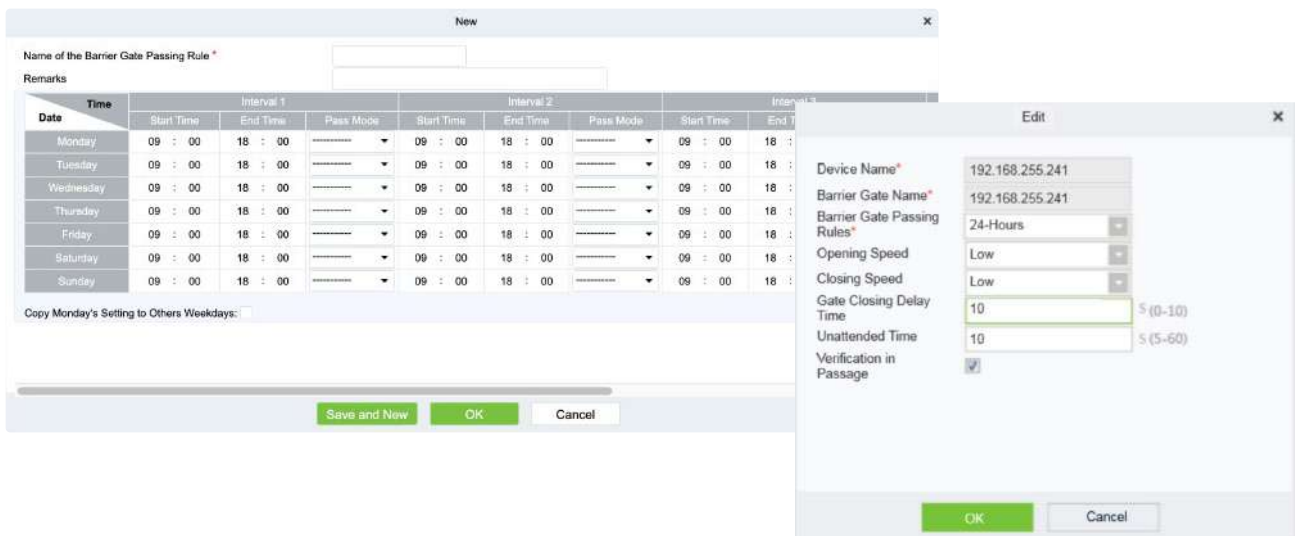 New
Name of the Barrier Gate Passing Rule *
Remarks
Time
Date
Interval 1 Interval 2 Interval 3
Start Time End Time Pass Mode Start Time End Time Pass Mode Start Time End
Monday 09 : 00 18 : 00 ----------- 09 : 00 18 : 00 ----------- 09 : 00 18 :
Tuesday 09 : 00 18 : 00 ----------- 09 : 00 18 : 00 ----------- 09 : 00 18 :
Wednesday 09 : 00 18 : 00 ----------- 09 : 00 18 : 00 ----------- 09 : 00 18 :
Thursday 09 : 00 18 : 00 ----------- 09 : 00 18 : 00 ----------- 09 : 00 18 :
Friday 09 : 00 18 : 00 ----------- 09 : 00 18 : 00 ----------- 09 : 00 18 :
Saturday 09 : 00 18 : 00 ----------- 09 : 00 18 : 00 ----------- 09 : 00 18 :
Sunday 09 : 00 18 : 00 ----------- 09 : 00 18 : 00 ----------- 09 : 00 18 :
Copy Monday's Setting to Others Weekdays:
Save and New OK Cancel
Edit
Device Name* 192.168.255.241
Barrier Gate Name* 192.168.255.241
Barrier Gate Passing
Rules* 24-Hours
Opening Speed Low
Closing Speed Low
Gate Closing Delay
Time 10 S (0-10)
Unattended Time 10 S (5-60)
Verification in
Passage
OK Cancel